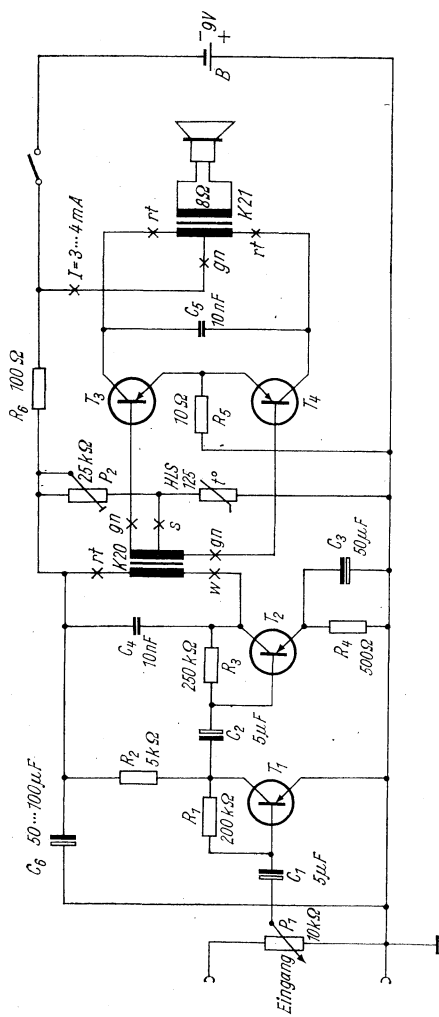 Eingang
P₁
10kΩ
C₁
5μF
C₆ 50...100μF
R₁
200kΩ
R₂
5kΩ
T₁
C₂
5μF
C₄
10nF
250kΩ
R₃
T₂
R₄
500Ω
C₃
50μF
rt
K20
w
gn
s
gn
25kΩ
P₂
HLS
125
t°
R₆
100Ω
T₃
10Ω
R₅
T₄
C₅
10nF
I=3...4mA
gn
rt
rt
8Ω
K21
B
-9V
+